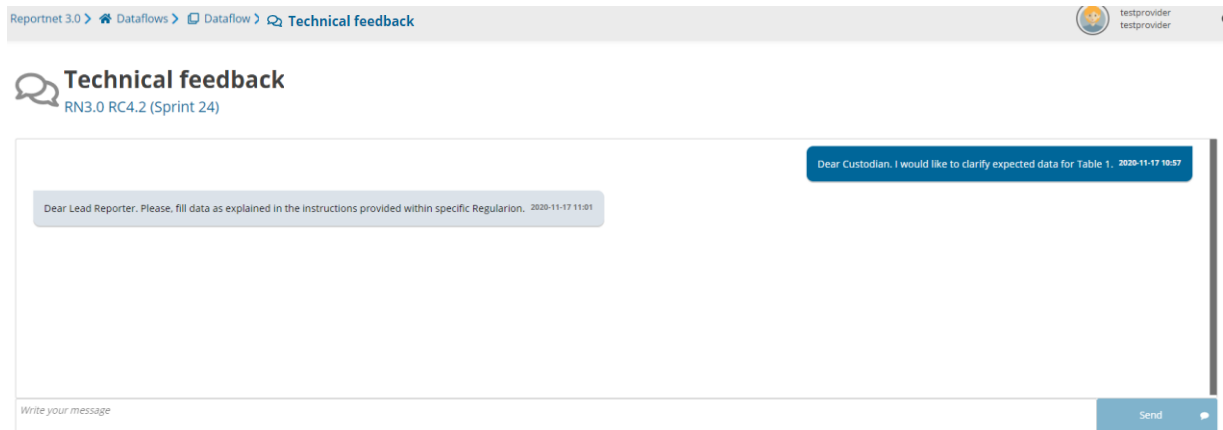 Reportnet 3.0 Dataflows Dataflow Technical feedback
testprovider
testprovider
Technical feedback
RN3.0 RC4.2 (Sprint 24)
Dear Custodian. I would like to clarify expected data for Table 1. 2020-11-17 10:57
Dear Lead Reporter. Please, fill data as explained in the instructions provided within specific Regularion. 2020-11-17 11:01
Write your message
Send